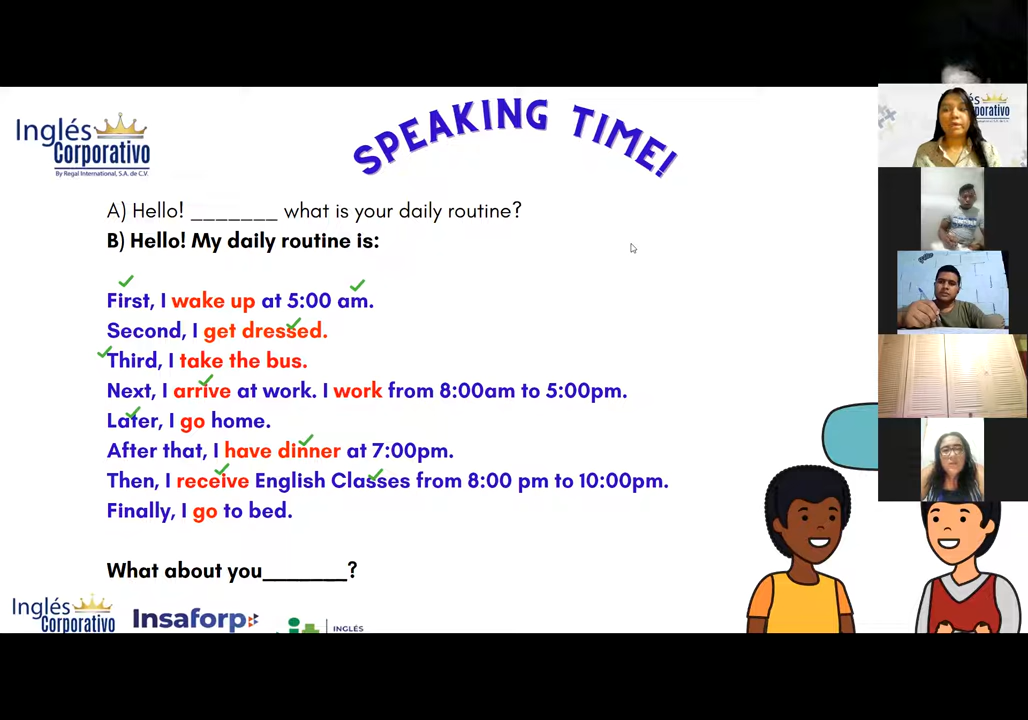 Inglés
Corporativo
By Regal International, S.A. de C.V.
SPEAKING TIME!
A) Hello! _______ what is your daily routine?
B) Hello! My daily routine is:
First, I wake up at 5:00 am.
Second, I get dressed.
Third, I take the bus.
Next, I arrive at work. I work from 8:00am to 5:00pm.
Later, I go home.
After that, I have dinner at 7:00pm.
Then, I receive English Classes from 8:00 pm to 10:00pm.
Finally, I go to bed.
What about you_______?
Inglés
Corporativo
Insaforp
it
INGLÉS